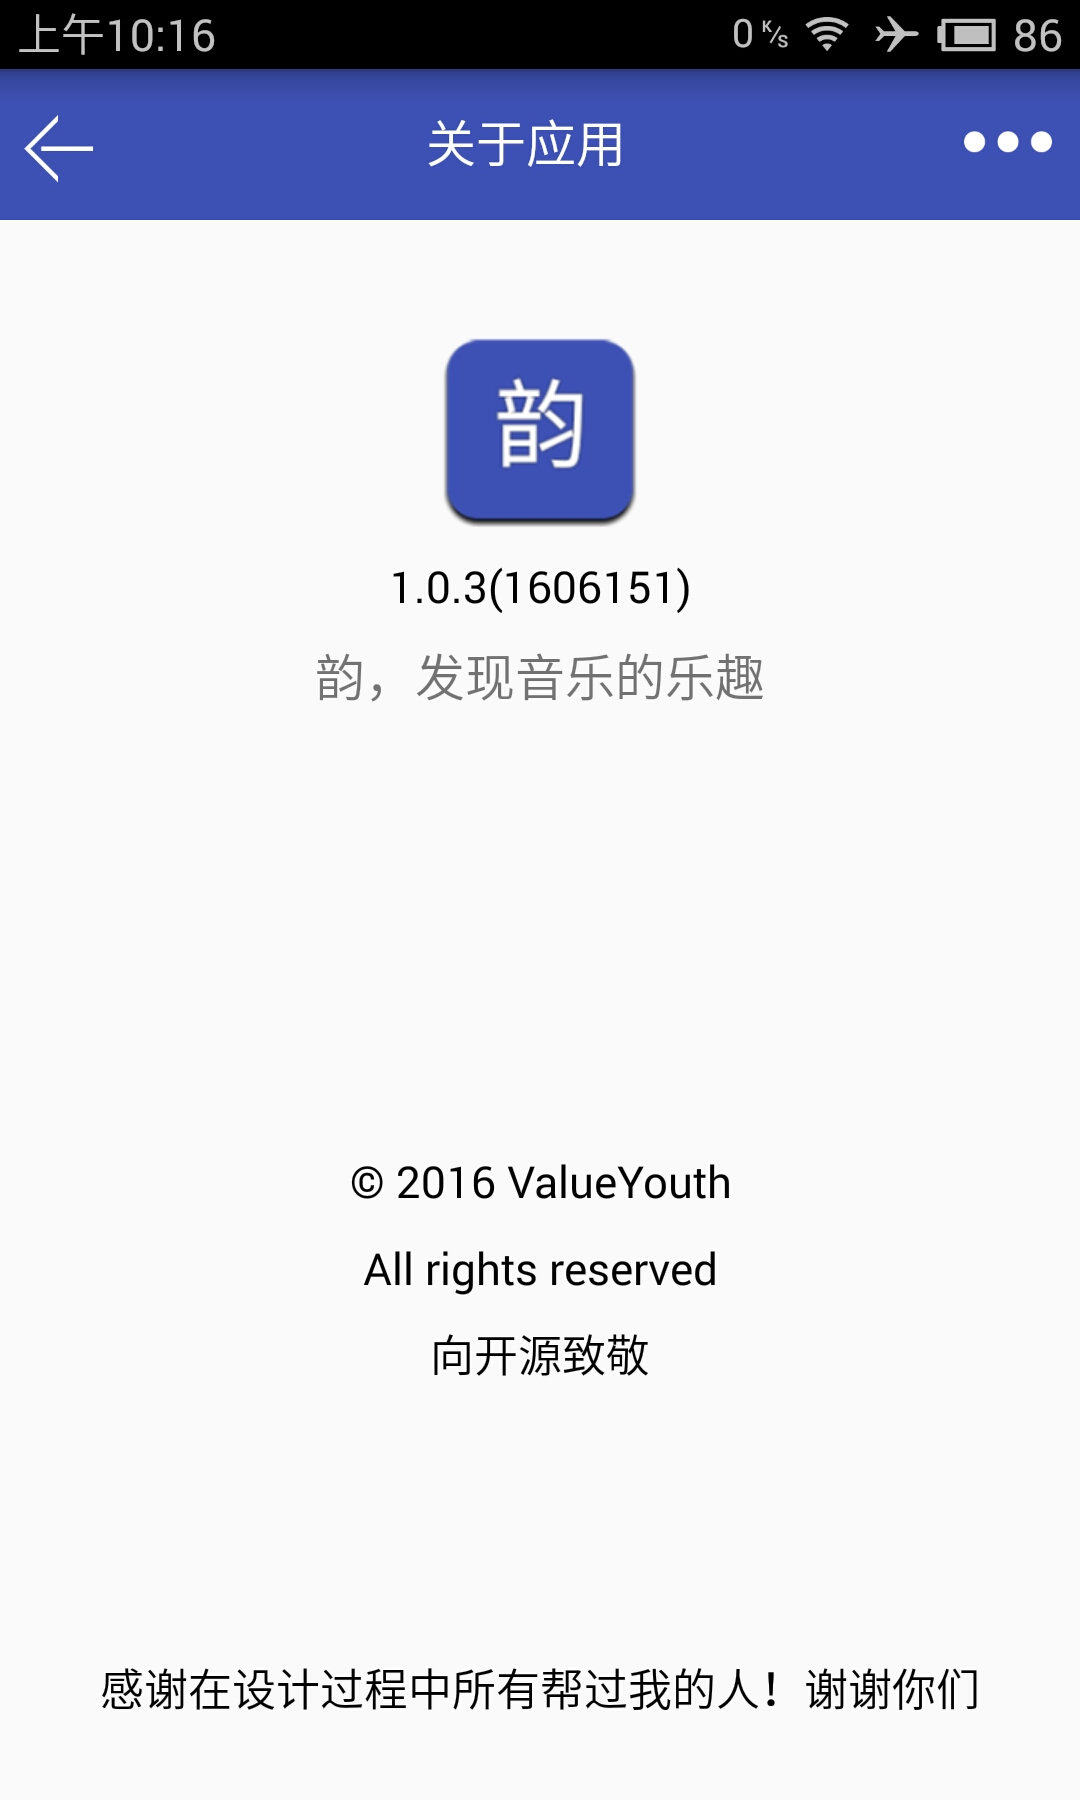 上午10:16
0 K/S 86
关于应用
韵
1.0.3(1606151)
韵，发现音乐的乐趣
© 2016 ValueYouth
All rights reserved
向开源致敬
感谢在设计过程中所有帮过我的人！谢谢你们